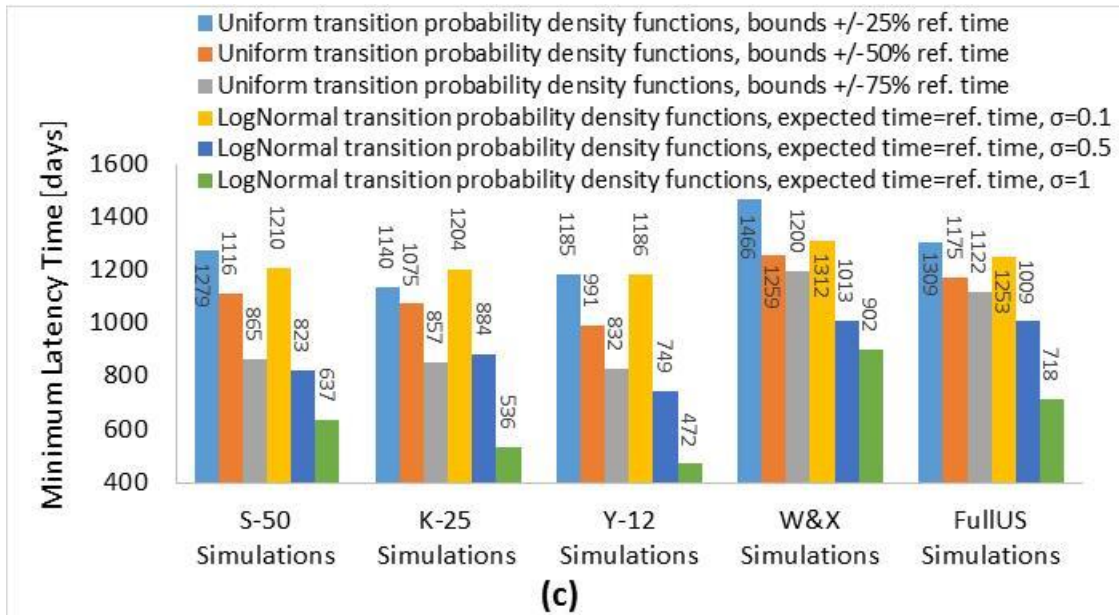 Uniform transition probability density functions, bounds +/-25% ref. time
Uniform transition probability density functions, bounds +/-50% ref. time
Uniform transition probability density functions, bounds +/-75% ref. time
LogNormal transition probability density functions, expected time=ref. time, σ=0.1
LogNormal transition probability density functions, expected time=ref. time, σ=0.5
LogNormal transition probability density functions, expected time=ref. time, σ=1
Minimum Latency Time [days]
1600
1400
1200
1000
800
600
400
1279
1116
865
1210
823
637
1140
1075
857
1204
884
536
1185
991
832
1186
749
472
1466
1259
1200
1312
1013
902
1309
1175
1122
1253
1009
718
S-50
Simulations
K-25
Simulations
Y-12
Simulations
W&X
Simulations
FullUS
Simulations
(c)